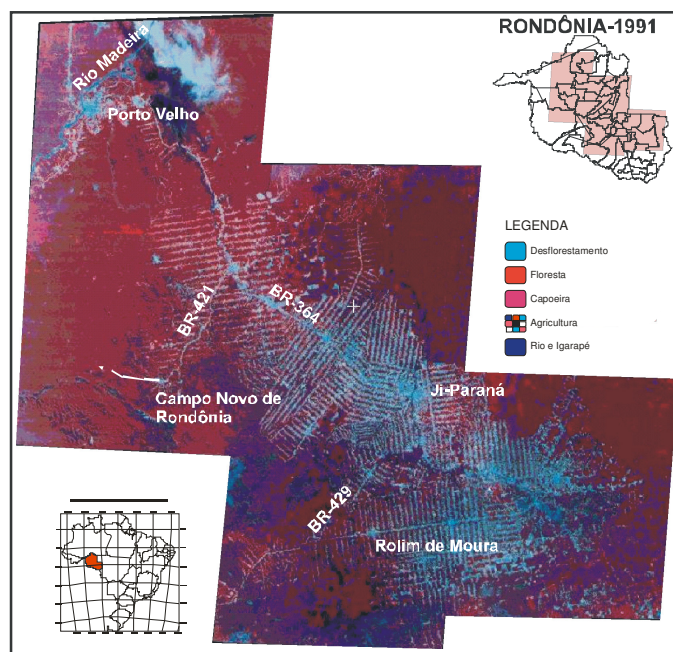 RONDÔNIA-1991
Rio Madeira
Porto Velho
LEGENDA
Desflorestamento
Floresta
Capoeira
Agricultura
Rio e Igarapé
BR-421
BR-364
Campo Novo de
Rondônia
Ji-Paraná
BR-429
Rolim de Moura